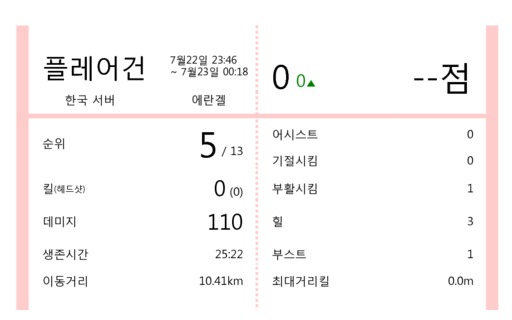 플레어건
7월22일 23:46
~ 7월23일 00:18
한국 서버
에란겔
0 0▲
--점
순위 5 / 13
킬(헤드샷) 0 (0)
데미지 110
생존시간 25:22
이동거리 10.41km
어시스트 0
기절시킴 0
부활시킴 1
힐 3
부스트 1
최대거리킬 0.0m